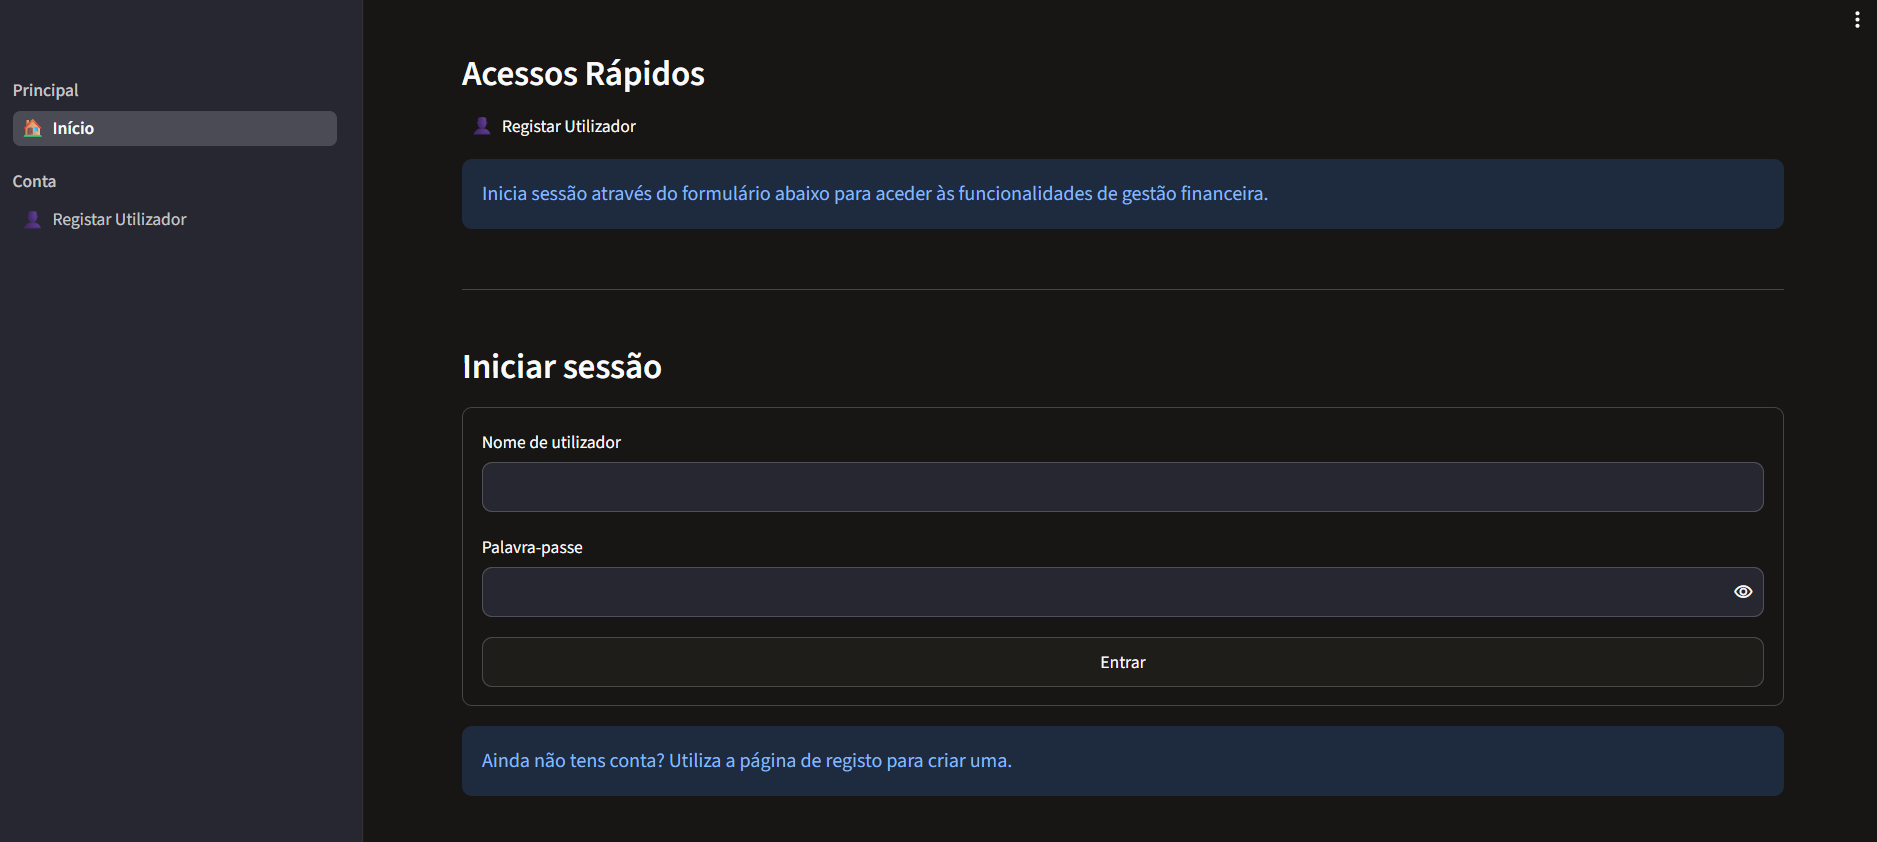 Principal
Início
Conta
Registar Utilizador
Acessos Rápidos
Registar Utilizador
Inicia sessão através do formulário abaixo para aceder às funcionalidades de gestão financeira.
Iniciar sessão
Nome de utilizador
Palavra-passe
Entrar
Ainda não tens conta? Utiliza a página de registo para criar uma.